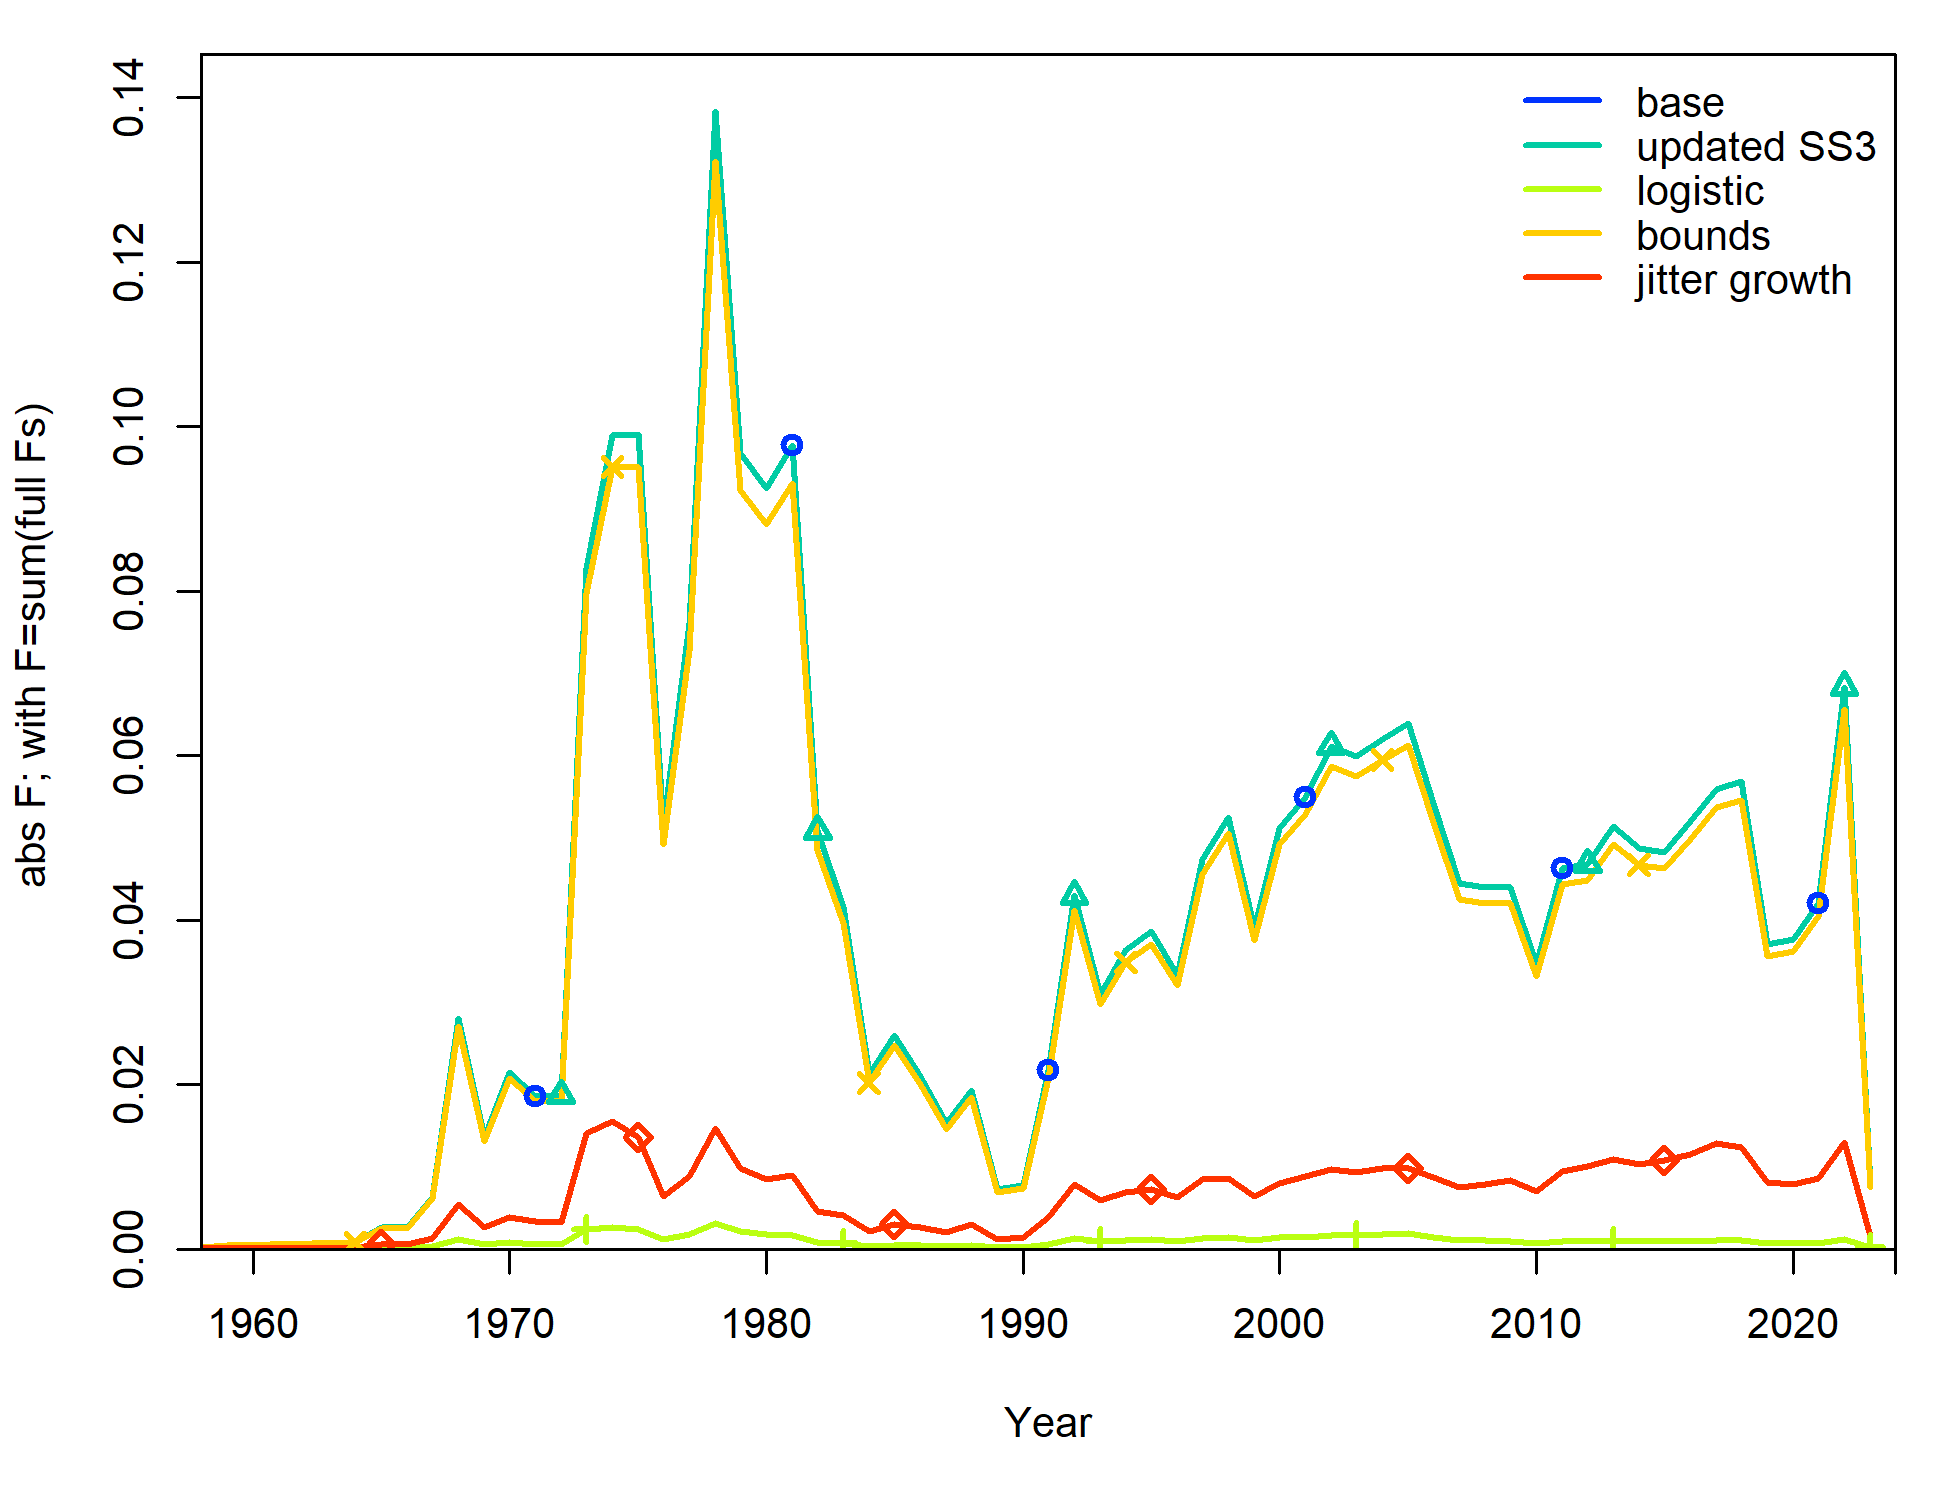 base
updated SS3
logistic
bounds
jitter growth
abs F; with F=sum(full Fs)
0.14
0.12
0.10
0.08
0.06
0.04
0.02
0.00
1960 1970 1980 1990 2000 2010 2020
Year